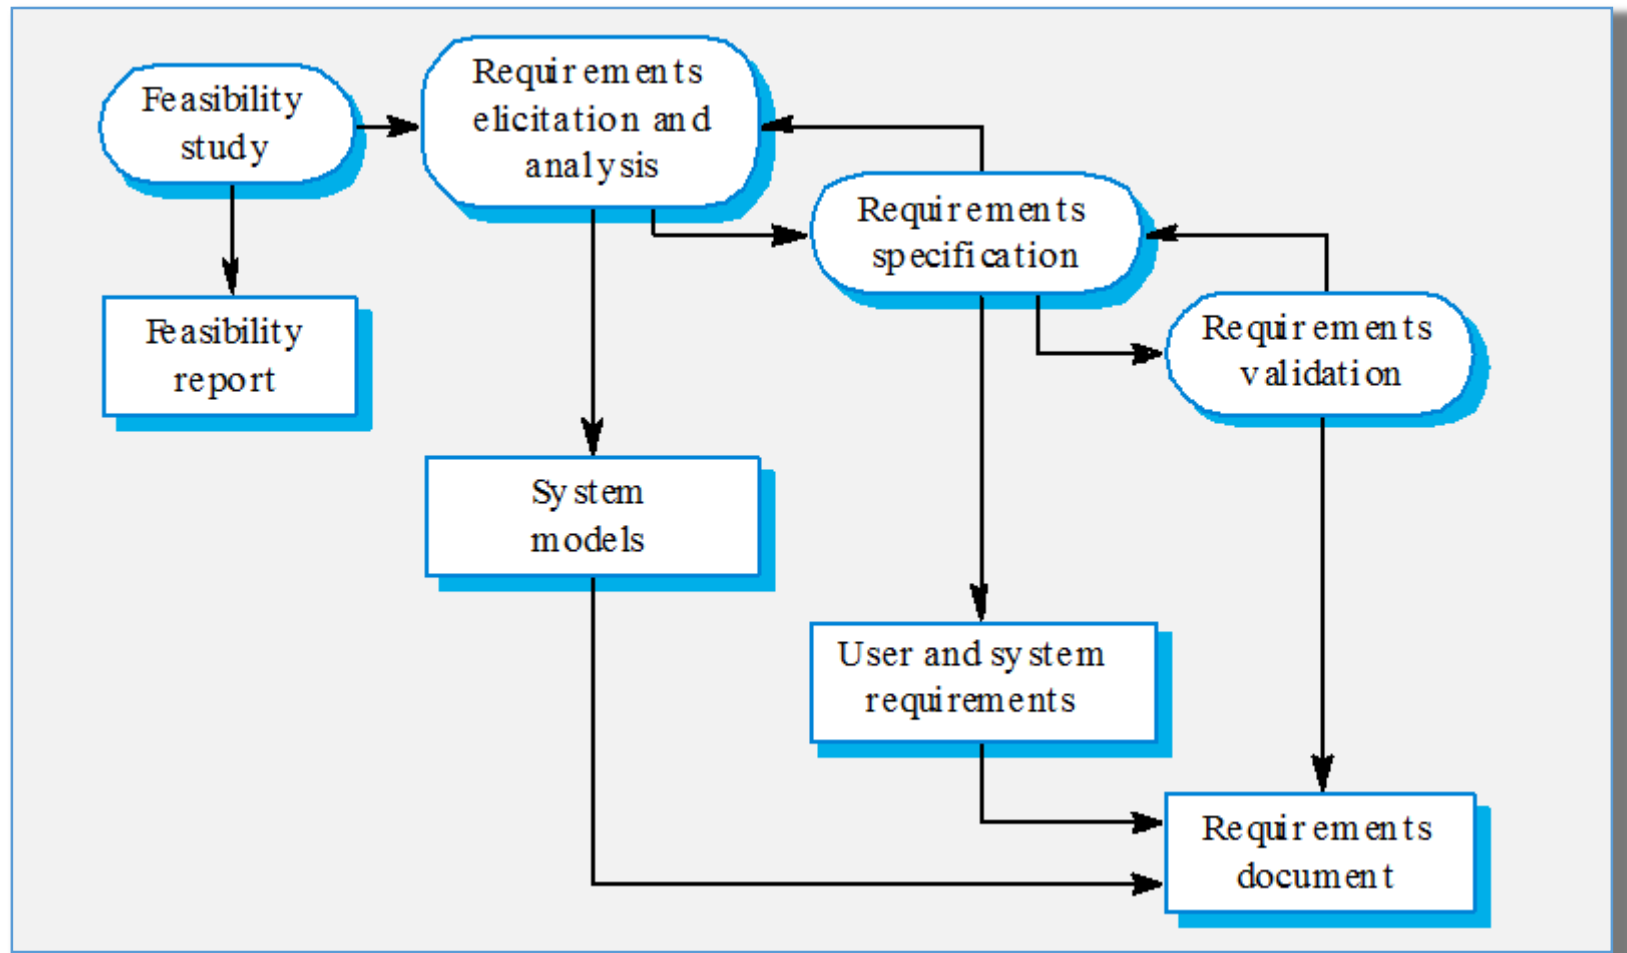 Feasibility
study
Requirements
elicitation and
analysis
Requirements
specification
Requirements
validation
Feasibility
report
System
models
User and system
requirements
Requirements
document